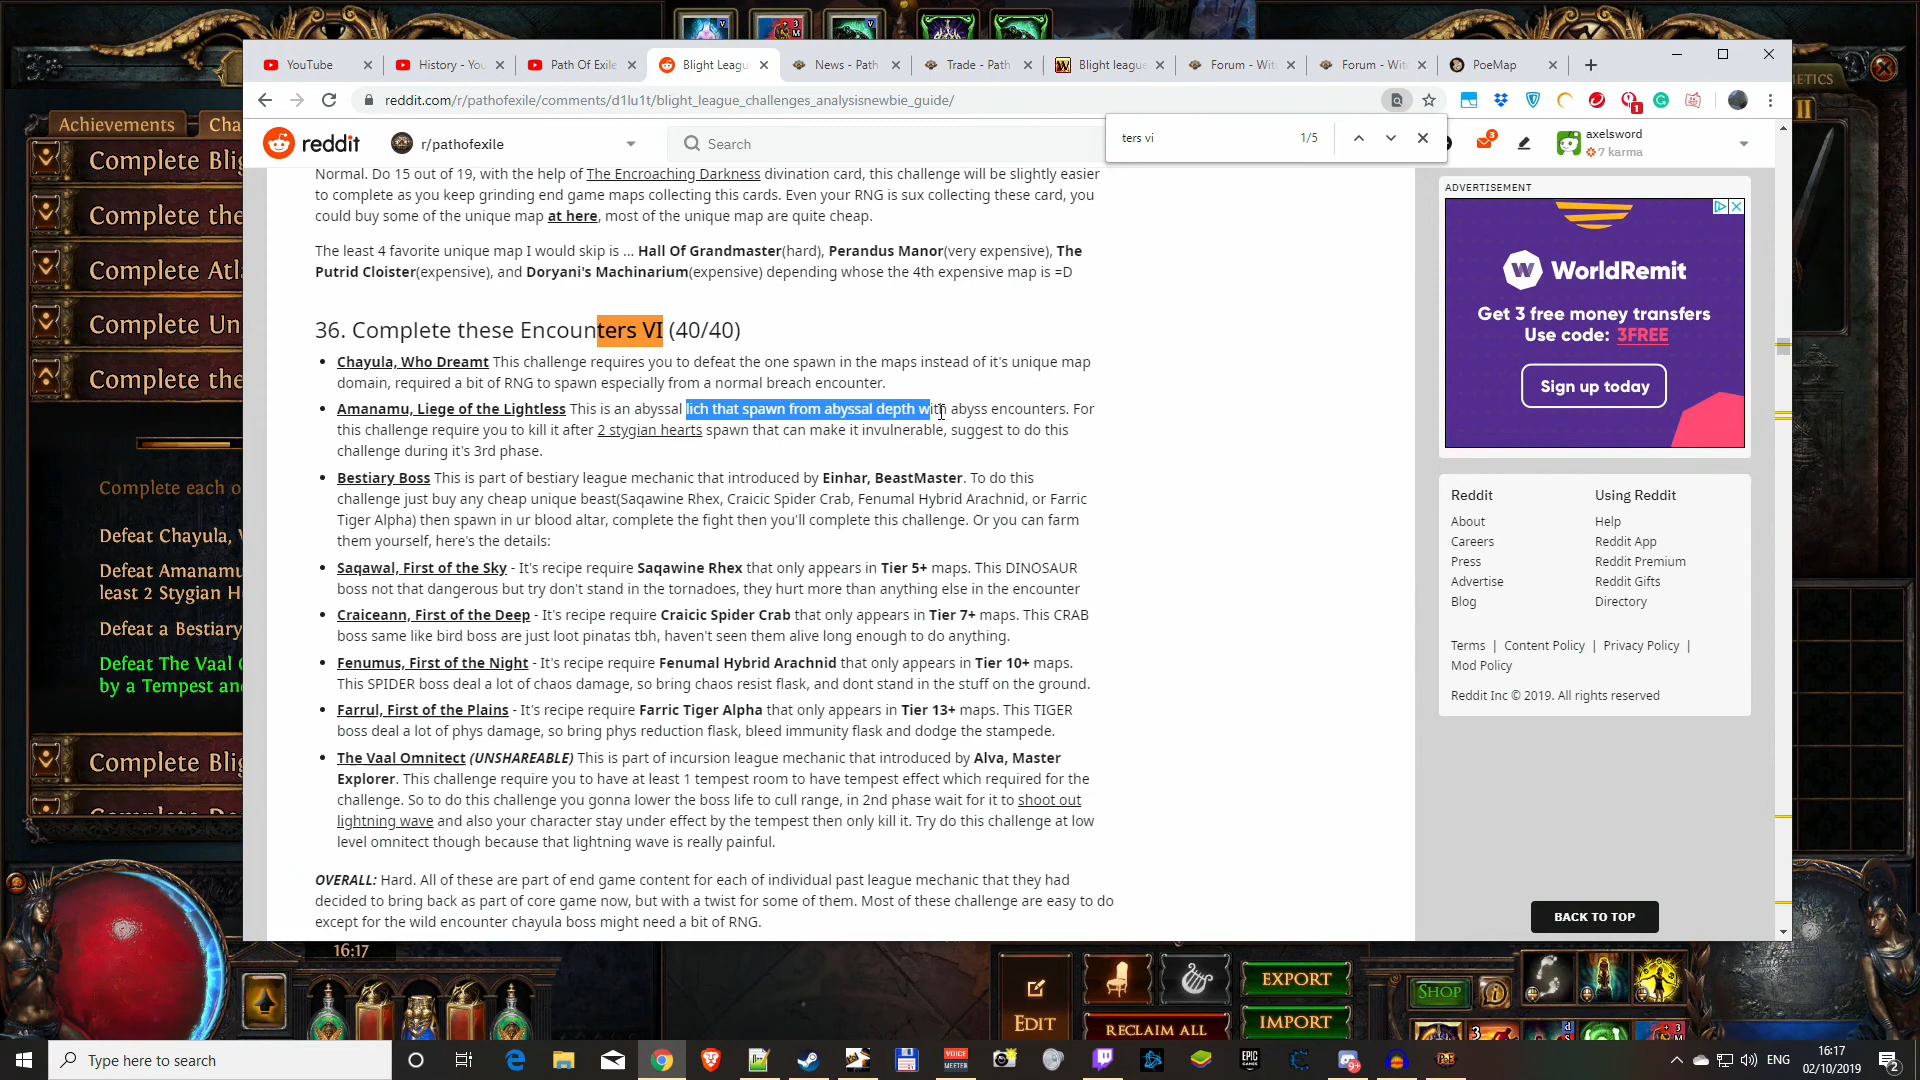 YouTube
History - You
Path Of Exile
Blight Leagu
News - Path
Trade - Path
Blight league
Forum - Wit
Forum - Wit
PoeMap
reddit.com/r/pathofexile/comments/d1lu1t/blight_league_challenges_analysisnewbie_guide/
ters vi 1/5
reddit r/pathofexile Search
axelsword
7 karma
Normal. Do 15 out of 19, with the help of The Encroaching Darkness divination card, this challenge will be slightly easier
to complete as you keep grinding end game maps collecting this cards. Even your RNG is sux collecting these card, you
could buy some of the unique map at here, most of the unique map are quite cheap.
The least 4 favorite unique map I would skip is ... Hall Of Grandmaster(hard), Perandus Manor(very expensive), The
Putrid Cloister(expensive), and Doryani's Machinarium(expensive) depending whose the 4th expensive map is =D
36. Complete these Encounters VI (40/40)
• Chayula, Who Dreamt This challenge requires you to defeat the one spawn in the maps instead of it's unique map
domain, required a bit of RNG to spawn especially from a normal breach encounter.
• Amanamu, Liege of the Lightless This is an abyssal lich that spawn from abyssal depth with abyss encounters. For
this challenge require you to kill it after 2 stygian hearts spawn that can make it invulnerable, suggest to do this
challenge during it's 3rd phase.
• Bestiary Boss This is part of bestiary league mechanic that introduced by Einhar, BeastMaster. To do this
challenge just buy any cheap unique beast(Saqawine Rhex, Craicic Spider Crab, Fenumal Hybrid Arachnid, or Farric
Tiger Alpha) then spawn in ur blood altar, complete the fight then you'll complete this challenge. Or you can farm
them yourself, here's the details:
• Saqawal, First of the Sky - It's recipe require Saqawine Rhex that only appears in Tier 5+ maps. This DINOSAUR
boss not that dangerous but try don't stand in the tornadoes, they hurt more than anything else in the encounter
• Craiceann, First of the Deep - It's recipe require Craicic Spider Crab that only appears in Tier 7+ maps. This CRAB
boss same like bird boss are just loot pinatas tbh, haven't seen them alive long enough to do anything.
• Fenumus, First of the Night - It's recipe require Fenumal Hybrid Arachnid that only appears in Tier 10+ maps.
This SPIDER boss deal a lot of chaos damage, so bring chaos resist flask, and dont stand in the stuff on the ground.
• Farrul, First of the Plains - It's recipe require Farric Tiger Alpha that only appears in Tier 13+ maps. This TIGER
boss deal a lot of phys damage, so bring phys reduction flask, bleed immunity flask and dodge the stampede.
• The Vaal Omnitect (UNSHAREABLE) This is part of incursion league mechanic that introduced by Alva, Master
Explorer. This challenge require you to have at least 1 tempest room to have tempest effect which required for the
challenge. So to do this challenge you gonna lower the boss life to cull range, in 2nd phase wait for it to shoot out
lightning wave and also your character stay under effect by the tempest then only kill it. Try do this challenge at low
level omnitect though because that lightning wave is really painful.
OVERALL: Hard. All of these are part of end game content for each of individual past league mechanic that they had
decided to bring back as part of core game now, but with a twist for some of them. Most of these challenge are easy to do
except for the wild encounter chayula boss might need a bit of RNG.
ADVERTISEMENT
WorldRemit
Get 3 free money transfers
Use code: 3FREE
Sign up today
Reddit Using Reddit
About Help
Careers Reddit App
Press Reddit Premium
Advertise Reddit Gifts
Blog Directory
Terms | Content Policy | Privacy Policy |
Mod Policy
Reddit Inc © 2019. All rights reserved
BACK TO TOP
Achievements Cha
Complete Bli
Complete the
Complete Atl
Complete Un
Complete the
Complete each o
Defeat Chayula, W
Defeat Amanamu
least 2 Stygian H
Defeat a Bestiary
Defeat The Vaal O
by a Tempest and
Complete Bli
METICS
16:17
EDIT
RECLAIM ALL
EXPORT
IMPORT
SHOP
Type here to search
VOICE
MEETER
EPIC
GAMES
ENG
16:17
02/10/2019